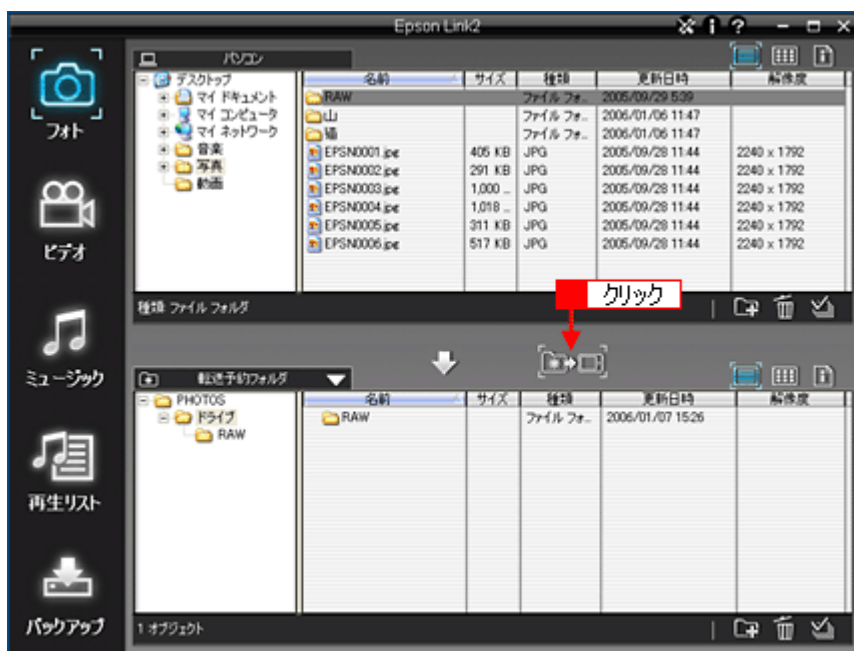 Epson Link2
?
フォト
ビデオ
ミュージック
再生リスト
バックアップ
パソコン
デスクトップ
マイ ドキュメント
マイ コンピュータ
マイ ネットワーク
音楽
写真
動画
名前 サイズ 種類 更新日時 解像度
RAW ファイル フォ.. 2005/09/29 5:39
山 ファイル フォ.. 2006/01/06 11:47
猫 ファイル フォ.. 2006/01/06 11:47
EPSN0001.jpg 405 KB JPG 2005/09/28 11:44 2240 x 1792
EPSN0002.jpg 291 KB JPG 2005/09/28 11:44 2240 x 1792
EPSN0003.jpg 1,000 ... JPG 2005/09/28 11:44 2240 x 1792
EPSN0004.jpg 1,018 ... JPG 2005/09/28 11:44 2240 x 1792
EPSN0005.jpg 311 KB JPG 2005/09/28 11:44 2240 x 1792
EPSN0006.jpg 517 KB JPG 2005/09/28 11:44 2240 x 1792
種類: ファイル フォルダ
クリック
転送予約フォルダ
PHOTOS
ドライブ
RAW
名前 サイズ 種類 更新日時 解像度
RAW ファイル フォ.. 2006/01/07 15:26
1 オブジェクト